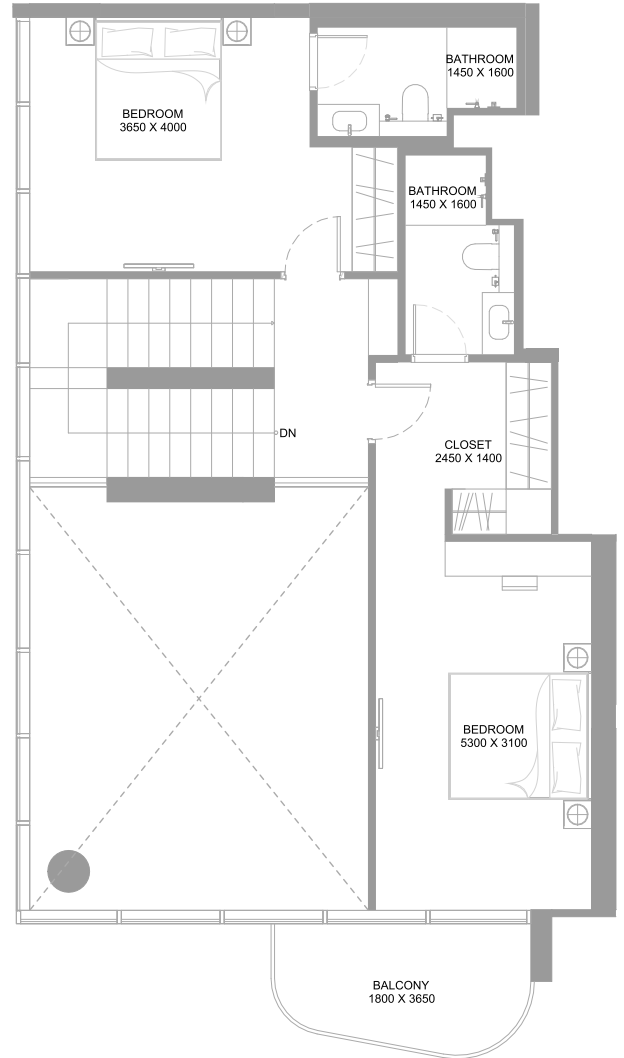 BATHROOM
1450 X 1600
BEDROOM
3650 X 4000
BATHROOM
1450 X 1600
DN
CLOSET
2450 X 1400
BEDROOM
5300 X 3100
BALCONY
1800 X 3650